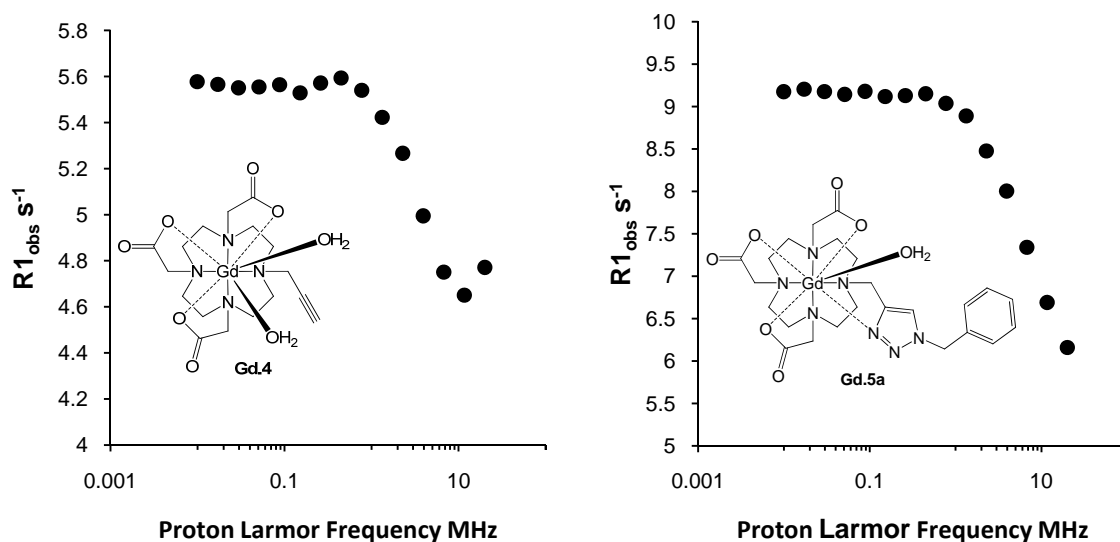 5.8
5.6
5.4
5.2
5
4.8
4.6
4.4
4.2
4
0.001
0.1
10
R1obs s-1
Proton Larmor Frequency MHz
O
O
O
O
OH2
N
N
Gd
N
N
O
O
OH2
Gd.4
10
9.5
9
8.5
8
7.5
7
6.5
6
5.5
5
0.001
0.1
10
R1obs s-1
Proton Larmor Frequency MHz
O
O
O
O
OH2
N
N
Gd
N
N
O
O
N
N
N
Gd.5a